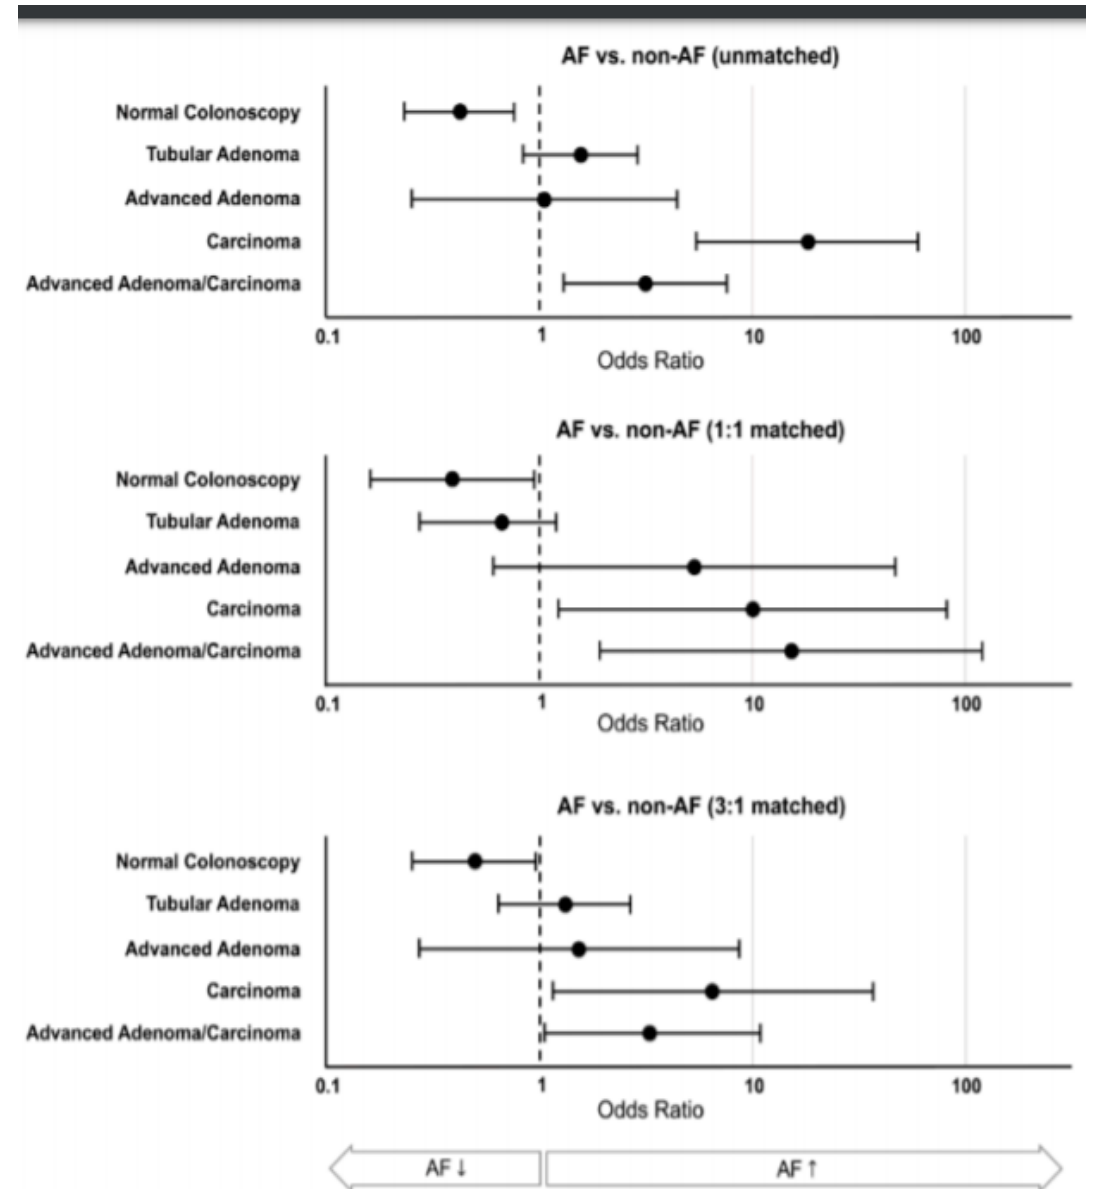 AF vs. non-AF (unmatched)
Normal Colonoscopy
Tubular Adenoma
Advanced Adenoma
Carcinoma
Advanced Adenoma/Carcinoma
0.1 1 10 100
Odds Ratio
AF vs. non-AF (1:1 matched)
Normal Colonoscopy
Tubular Adenoma
Advanced Adenoma
Carcinoma
Advanced Adenoma/Carcinoma
0.1 1 10 100
Odds Ratio
AF vs. non-AF (3:1 matched)
Normal Colonoscopy
Tubular Adenoma
Advanced Adenoma
Carcinoma
Advanced Adenoma/Carcinoma
0.1 1 10 100
Odds Ratio
AF ↓ AF ↑